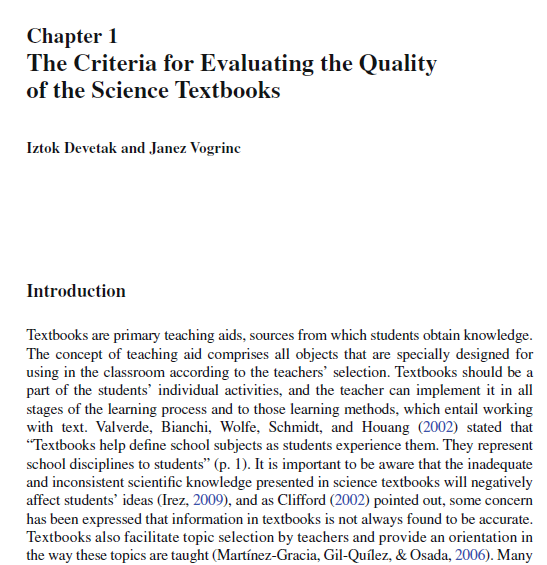 Chapter 1
The Criteria for Evaluating the Quality
of the Science Textbooks
Iztok Devetak and Janez Vogrinc
Introduction
Textbooks are primary teaching aids, sources from which students obtain knowledge.
The concept of teaching aid comprises all objects that are specially designed for
using in the classroom according to the teachers’ selection. Textbooks should be a
part of the students’ individual activities, and the teacher can implement it in all
stages of the learning process and to those learning methods, which entail working
with text. Valverde, Bianchi, Wolfe, Schmidt, and Houang (2002) stated that
“Textbooks help define school subjects as students experience them. They represent
school disciplines to students” (p. 1). It is important to be aware that the inadequate
and inconsistent scientific knowledge presented in science textbooks will negatively
affect students’ ideas (Irez, 2009), and as Clifford (2002) pointed out, some concern
has been expressed that information in textbooks is not always found to be accurate.
Textbooks also facilitate topic selection by teachers and provide an orientation in
the way these topics are taught (Martínez-Gracia, Gil-Quílez, & Osada, 2006). Many